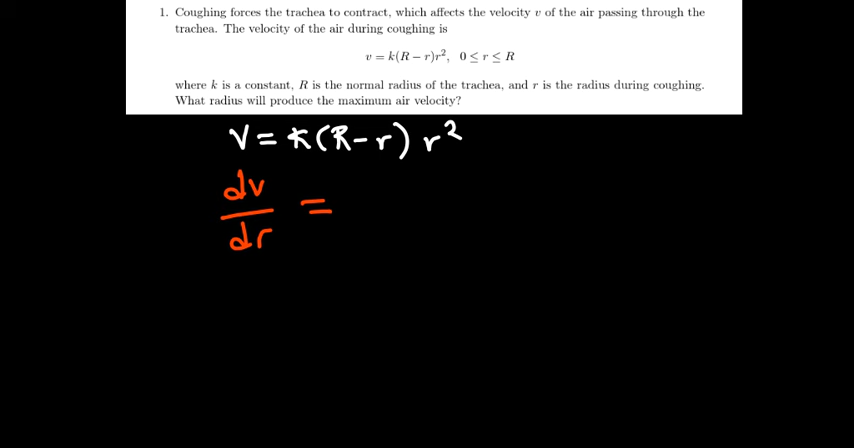 1. Coughing forces the trachea to contract, which affects the velocity v of the air passing through the
trachea. The velocity of the air during coughing is
v = k(R − r)r², 0 ≤ r ≤ R
where k is a constant, R is the normal radius of the trachea, and r is the radius during coughing.
What radius will produce the maximum air velocity?
V = k(R-r) r²
dv
dr =